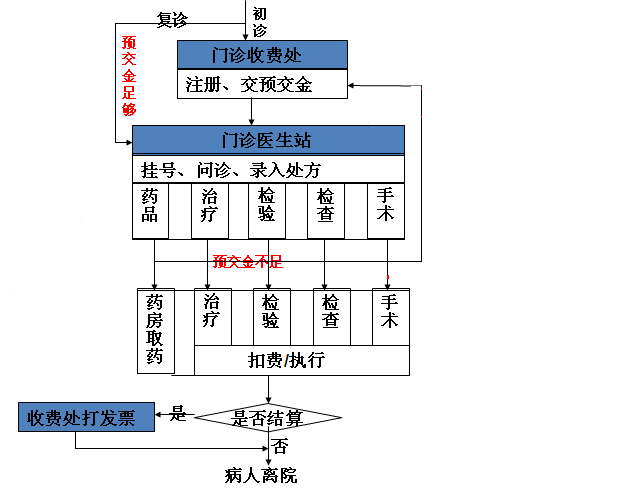 复诊
初诊
预交金足够
门诊收费处
注册、交预交金
门诊医生站
挂号、问诊、录入处方
药品
治疗
检验
检查
手术
预交金不足
药房取药
治疗
检验
检查
手术
扣费/执行
是否结算
是
收费处打发票
否
病人离院